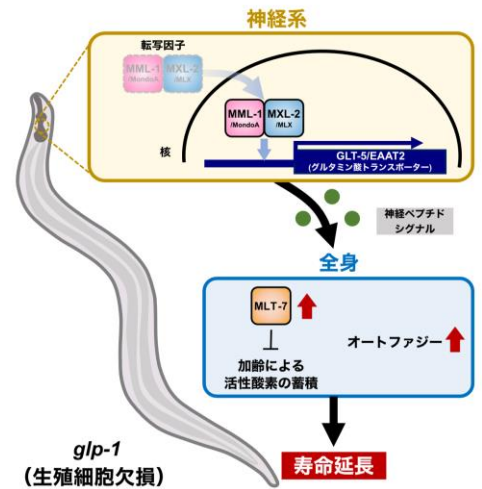 神経系
転写因子
MML-1
/MondoA
MXL-2
/MLX
MML-1
/MondoA
MXL-2
/MLX
核
GLT-5/EAAT2
(グルタミン酸トランスポーター)
神経ペプチド
シグナル
全身
MLT-7
オートファジー
加齢による
活性酸素の蓄積
glp-1
(生殖細胞欠損)
寿命延長